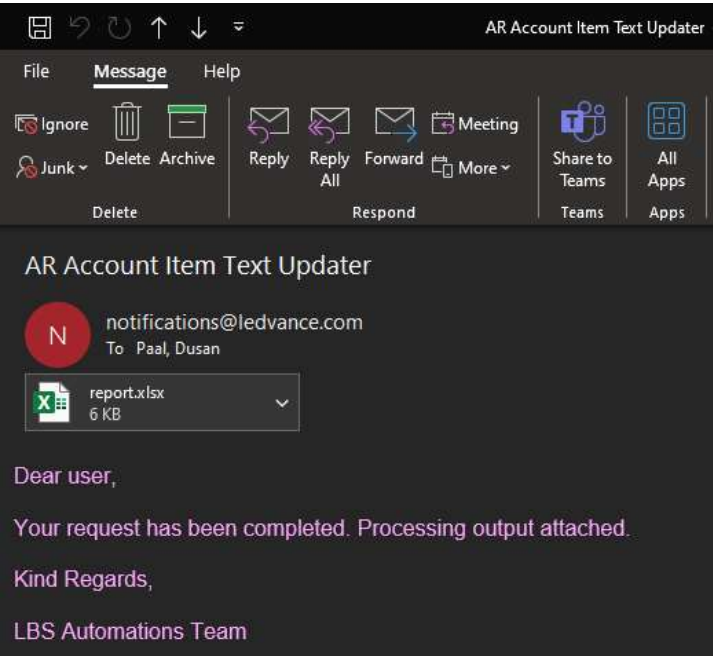 AR Account Item Text Updater
File Message Help
Ignore
Junk
Delete Archive
Reply
Reply All
Forward
Meeting
More
Share to Teams
All Apps
Delete Respond Teams Apps
AR Account Item Text Updater
N
notifications@ledvance.com
To Paal, Dusan
report.xlsx
6 KB
Dear user,
Your request has been completed. Processing output attached.
Kind Regards,
LBS Automations Team